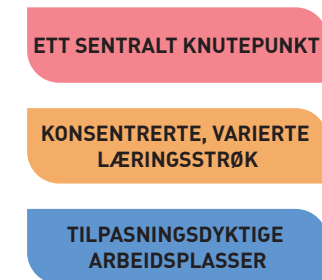 ETT SENTRALT KNUTEPUNKT
KONSENTRERTE, VARIERTE
LÆRINGSSTRØK
TILPASNINGSDYKTIGE
ARBEIDSPLASSER